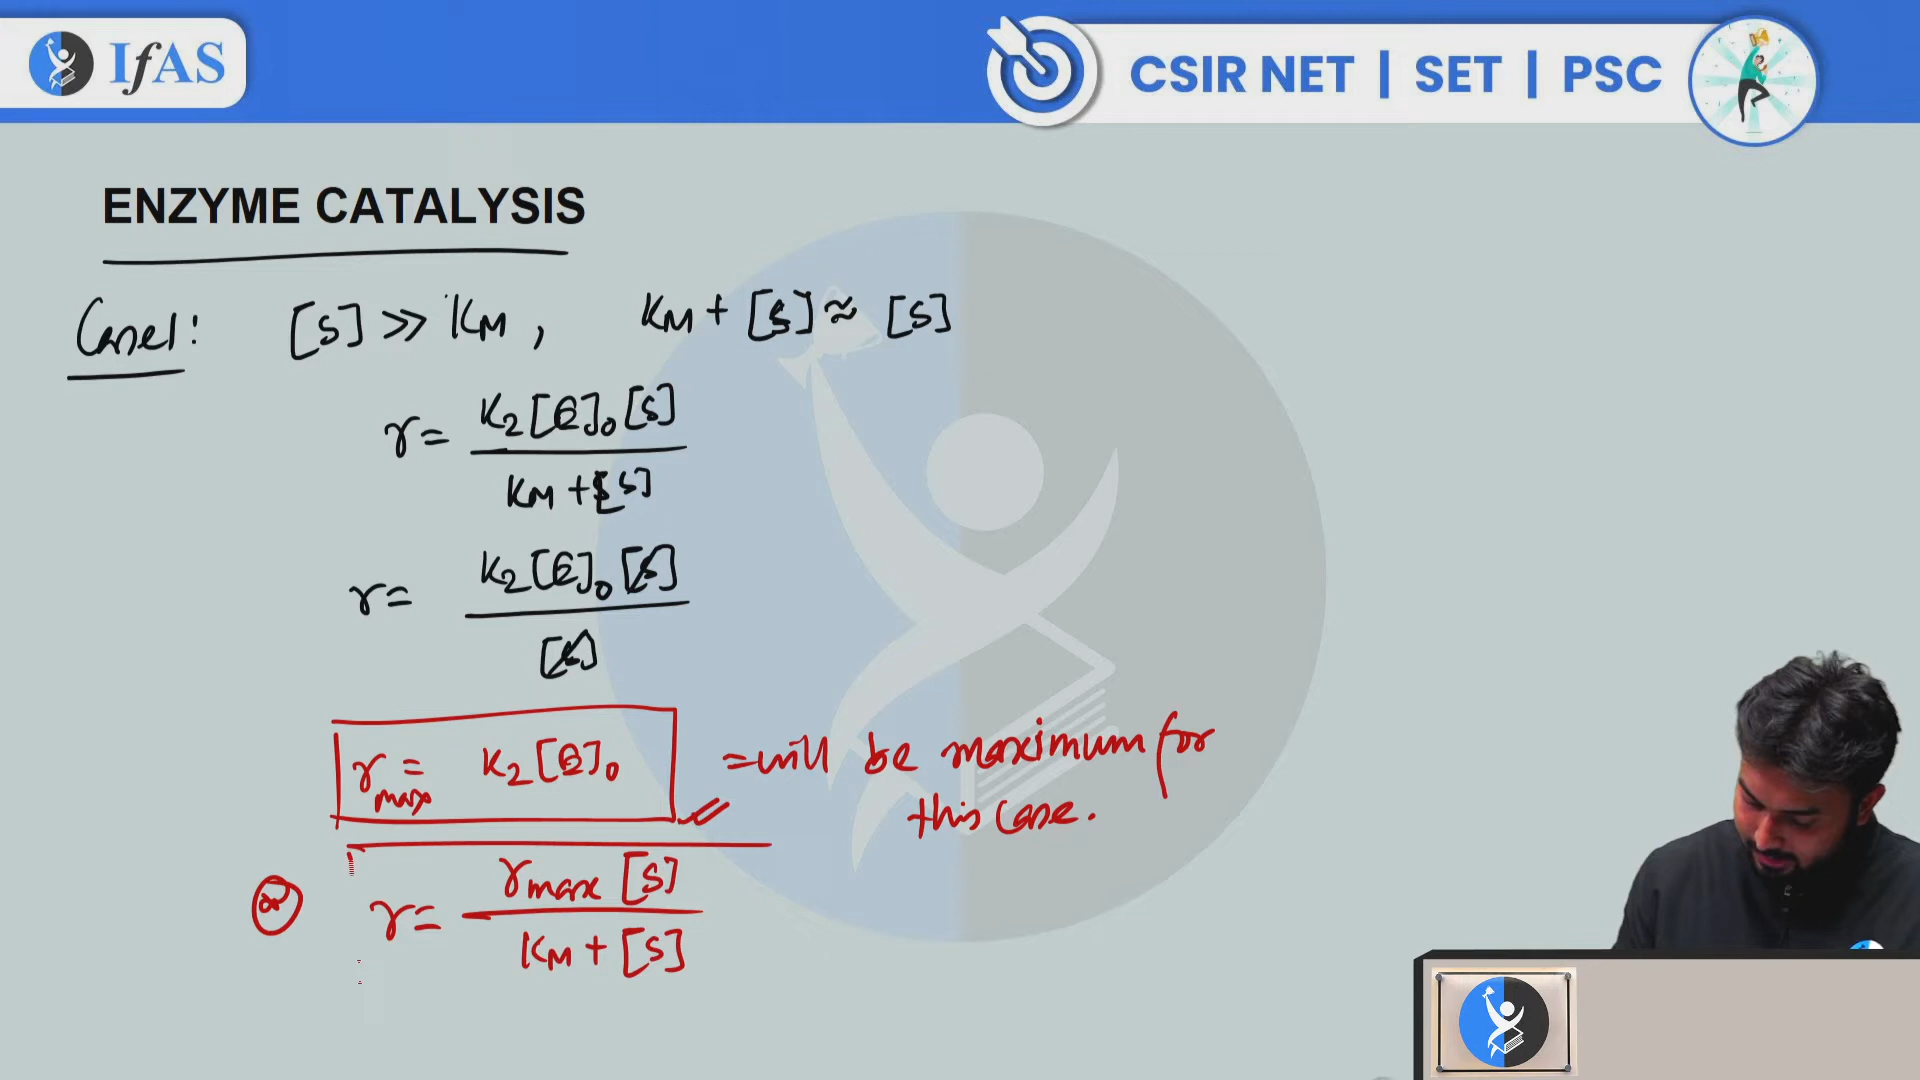 IfAS
CSIR NET | SET | PSC
ENZYME CATALYSIS
Case1: [S] >> KM, KM + [S] ≈ [S]
r = K2[E]0[S] / KM + [S]
r = K2[E]0[S] / [S]
rmax = K2[E]0 = will be maximum for
this case.
or r = rmax[S] / KM + [S]